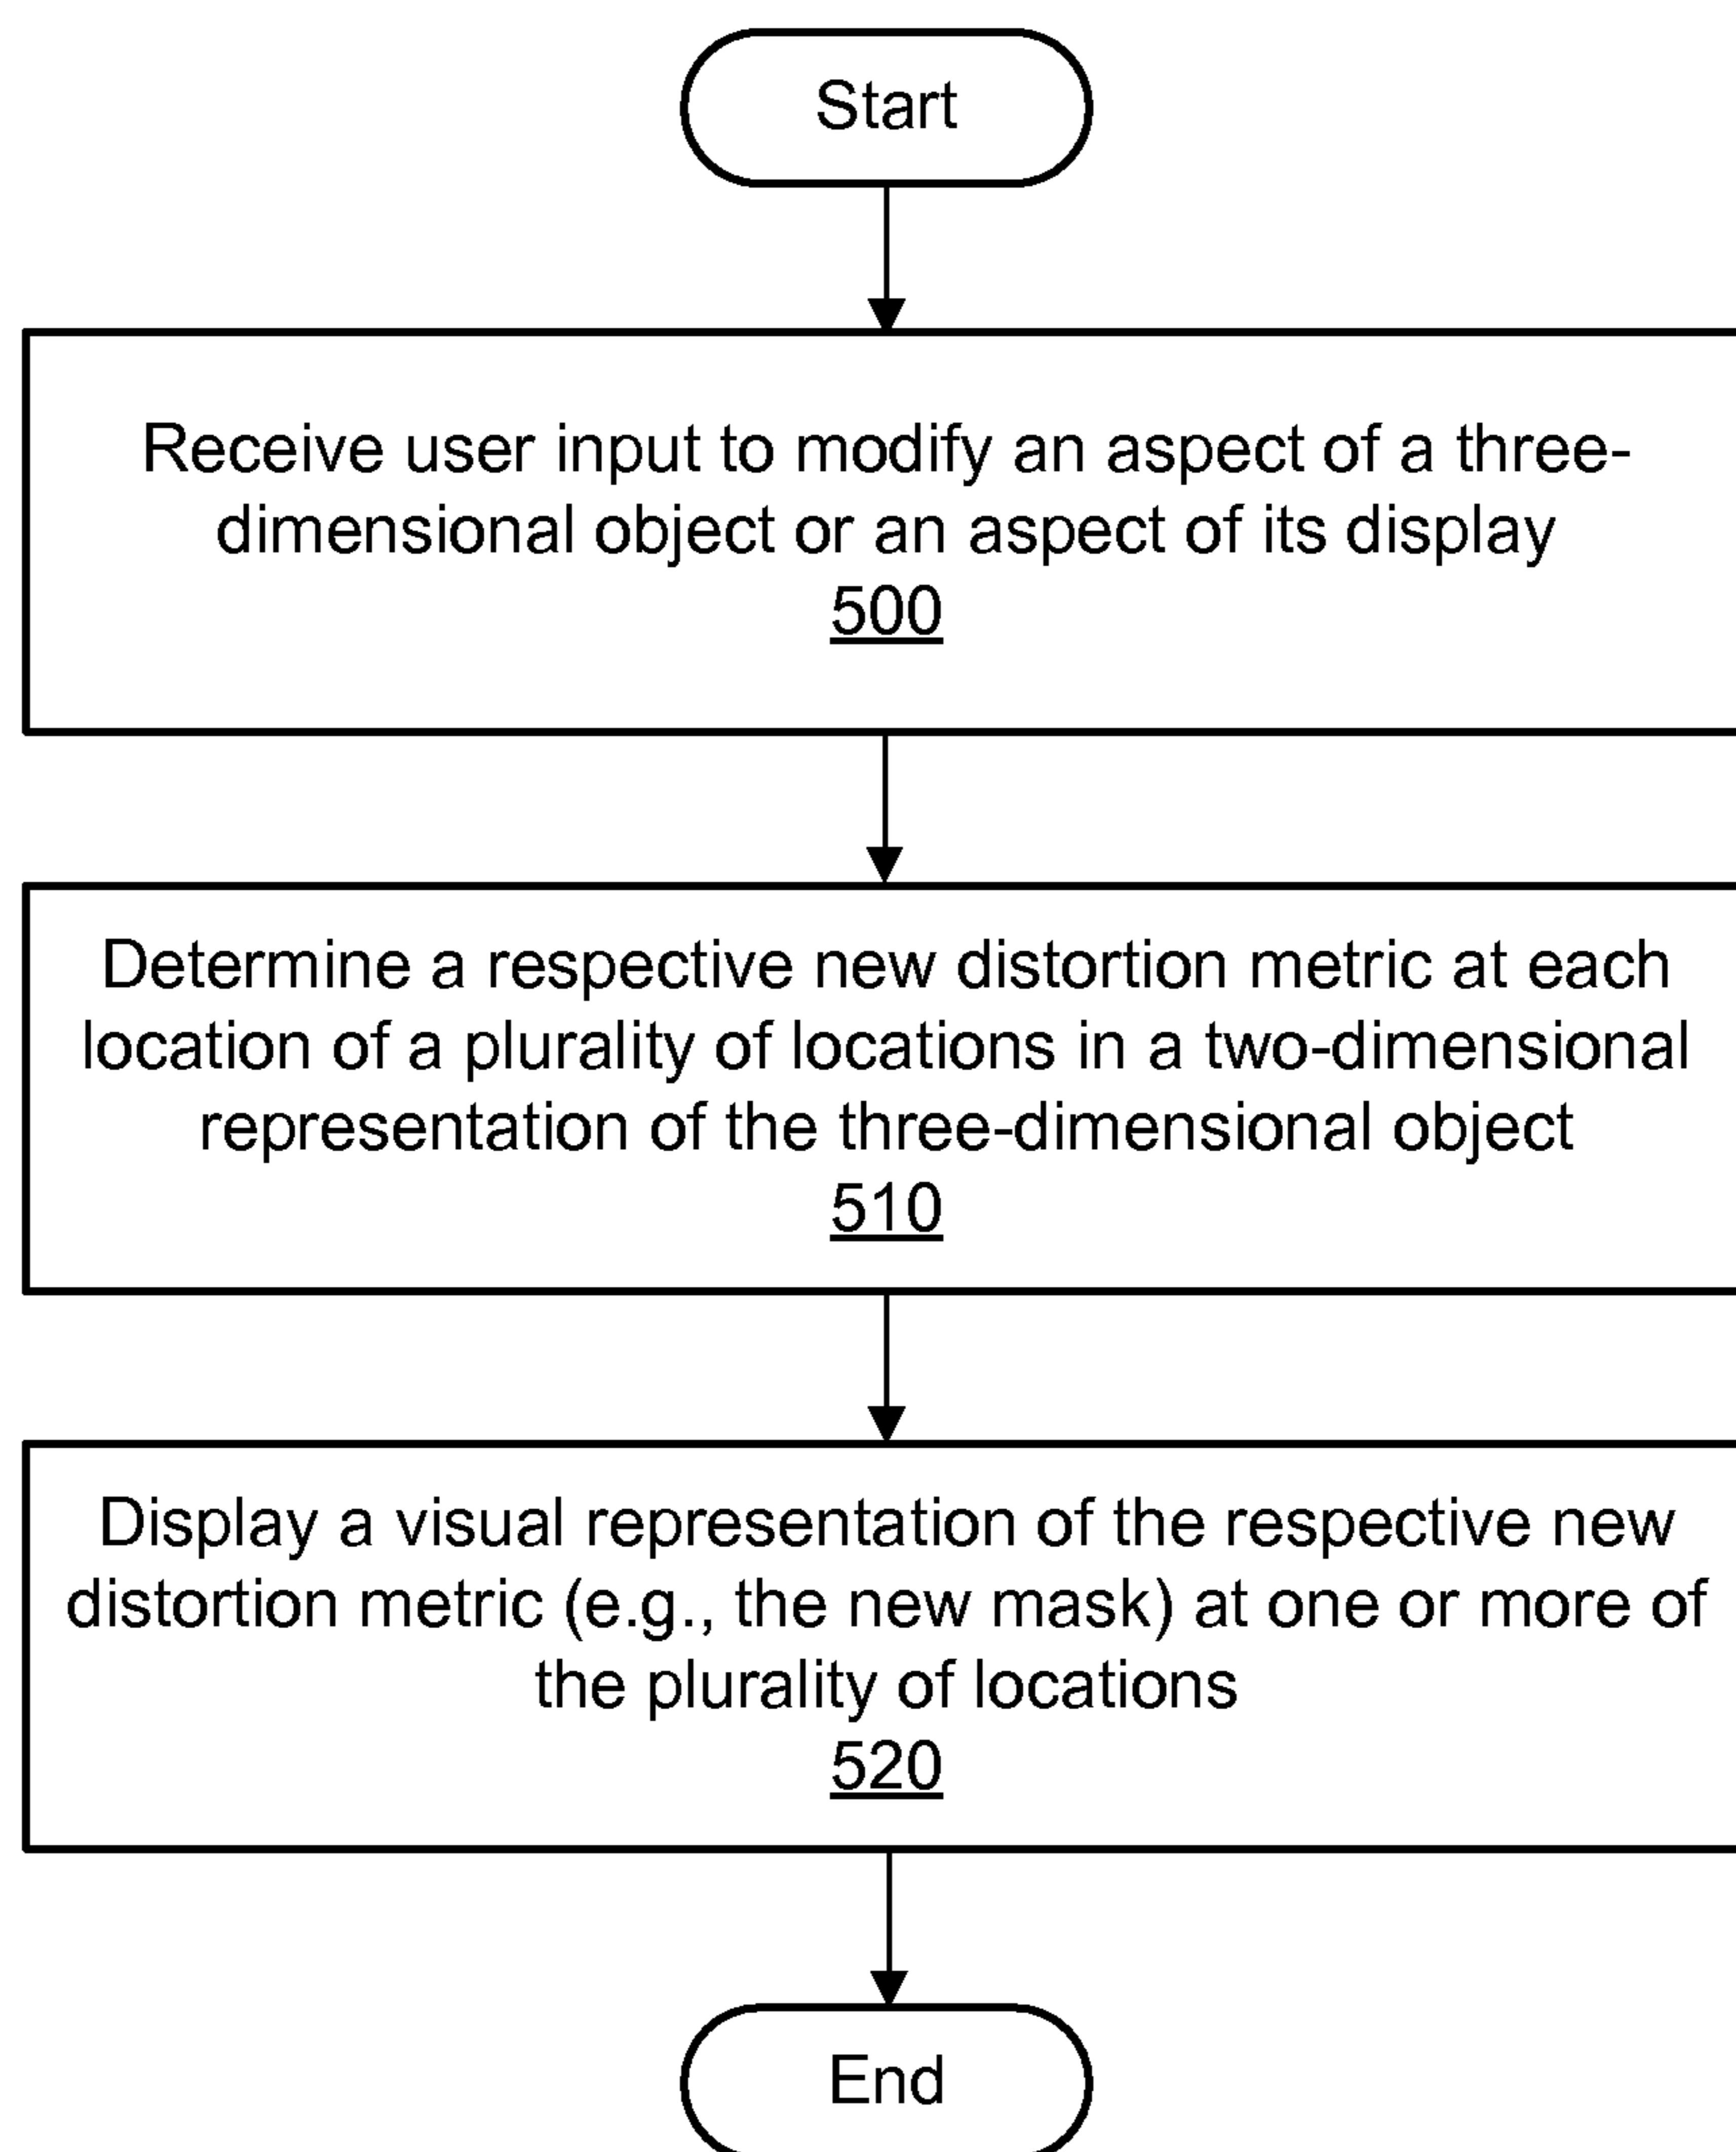 Start
Receive user input to modify an aspect of a three-
dimensional object or an aspect of its display
500
Determine a respective new distortion metric at each
location of a plurality of locations in a two-dimensional
representation of the three-dimensional object
510
Display a visual representation of the respective new
distortion metric (e.g., the new mask) at one or more of
the plurality of locations
520
End